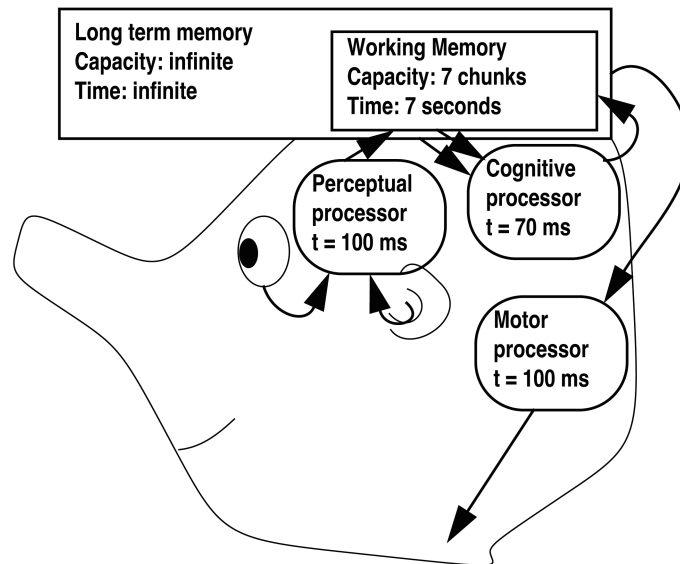 Long term memory
Capacity: infinite
Time: infinite
Working Memory
Capacity: 7 chunks
Time: 7 seconds
Perceptual
processor
t = 100 ms
Cognitive
processor
t = 70 ms
Motor
processor
t = 100 ms